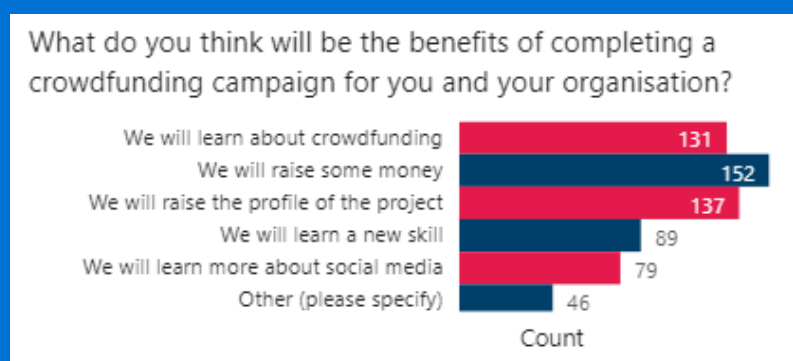 What do you think will be the benefits of completing a
crowdfunding campaign for you and your organisation?
We will learn about crowdfunding 131
We will raise some money 152
We will raise the profile of the project 137
We will learn a new skill 89
We will learn more about social media 79
Other (please specify) 46
Count